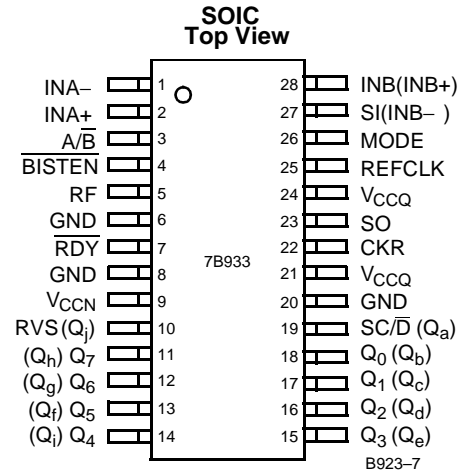 SOIC
Top View
INA– 1 28 INB(INB+)
INA+ 2 27 SI(INB– )
A/B̅ 3 26 MODE
B̅I̅S̅T̅E̅N̅ 4 25 REFCLK
RF 5 24 VCCQ
GND 6 23 SO
R̅D̅Y̅ 7 22 CKR
7B933
GND 8 21 VCCQ
VCCN 9 20 GND
RVS (Qj) 10 19 SC/D̅ (Qa)
(Qh) Q7 11 18 Q0 (Qb)
(Qg) Q6 12 17 Q1 (Qc)
(Qf) Q5 13 16 Q2 (Qd)
(Qi) Q4 14 15 Q3 (Qe)
B923–7